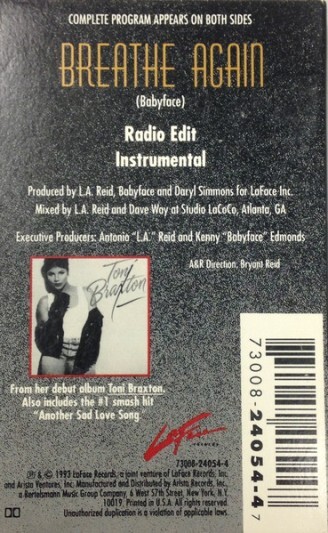 COMPLETE PROGRAM APPEARS ON BOTH SIDES
BREATHE AGAIN
(Babyface)
Radio Edit
Instrumental
Produced by L.A. Reid, Babyface and Daryl Simmons for LaFace Inc.
Mixed by L.A. Reid and Dave Way at Studio LaCoCo, Atlanta, GA
Executive Producers: Antonio "L.A." Reid and Kenny "Babyface" Edmonds
A&R Direction, Bryant Reid
Toni
Braxton
From her debut album Toni Braxton.
Also includes the #1 smash hit
"Another Sad Love Song"
LaFace
RECORDS
73008-24054-4
℗ & © 1993 LaFace Records, a joint venture of LaFace Records, Inc.
and Arista Ventures, Inc. Manufactured and Distributed by Arista Records, Inc.,
a Bertelsmann Music Group Company, 6 West 57th Street, New York, N.Y.
10019. Printed in U.S.A. All rights reserved.
Unauthorized duplication is a violation of applicable laws.
73008-24054-4
7